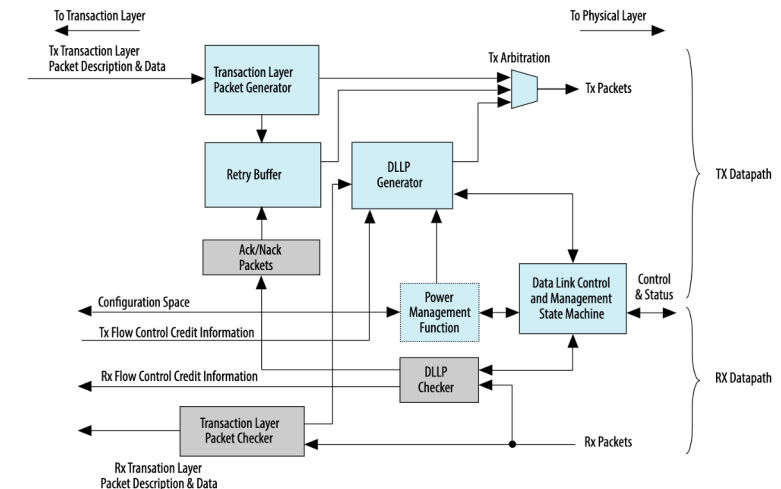 To Transaction Layer
To Physical Layer
Tx Transaction Layer
Packet Description & Data
Transaction Layer
Packet Generator
Tx Arbitration
Tx Packets
Retry Buffer
DLLP
Generator
TX Datapath
Ack/Nack
Packets
Configuration Space
Power
Management
Function
Data Link Control
and Management
State Machine
Control
& Status
Tx Flow Control Credit Information
Rx Flow Control Credit Information
DLLP
Checker
RX Datapath
Transaction Layer
Packet Checker
Rx Packets
Rx Transation Layer
Packet Description & Data